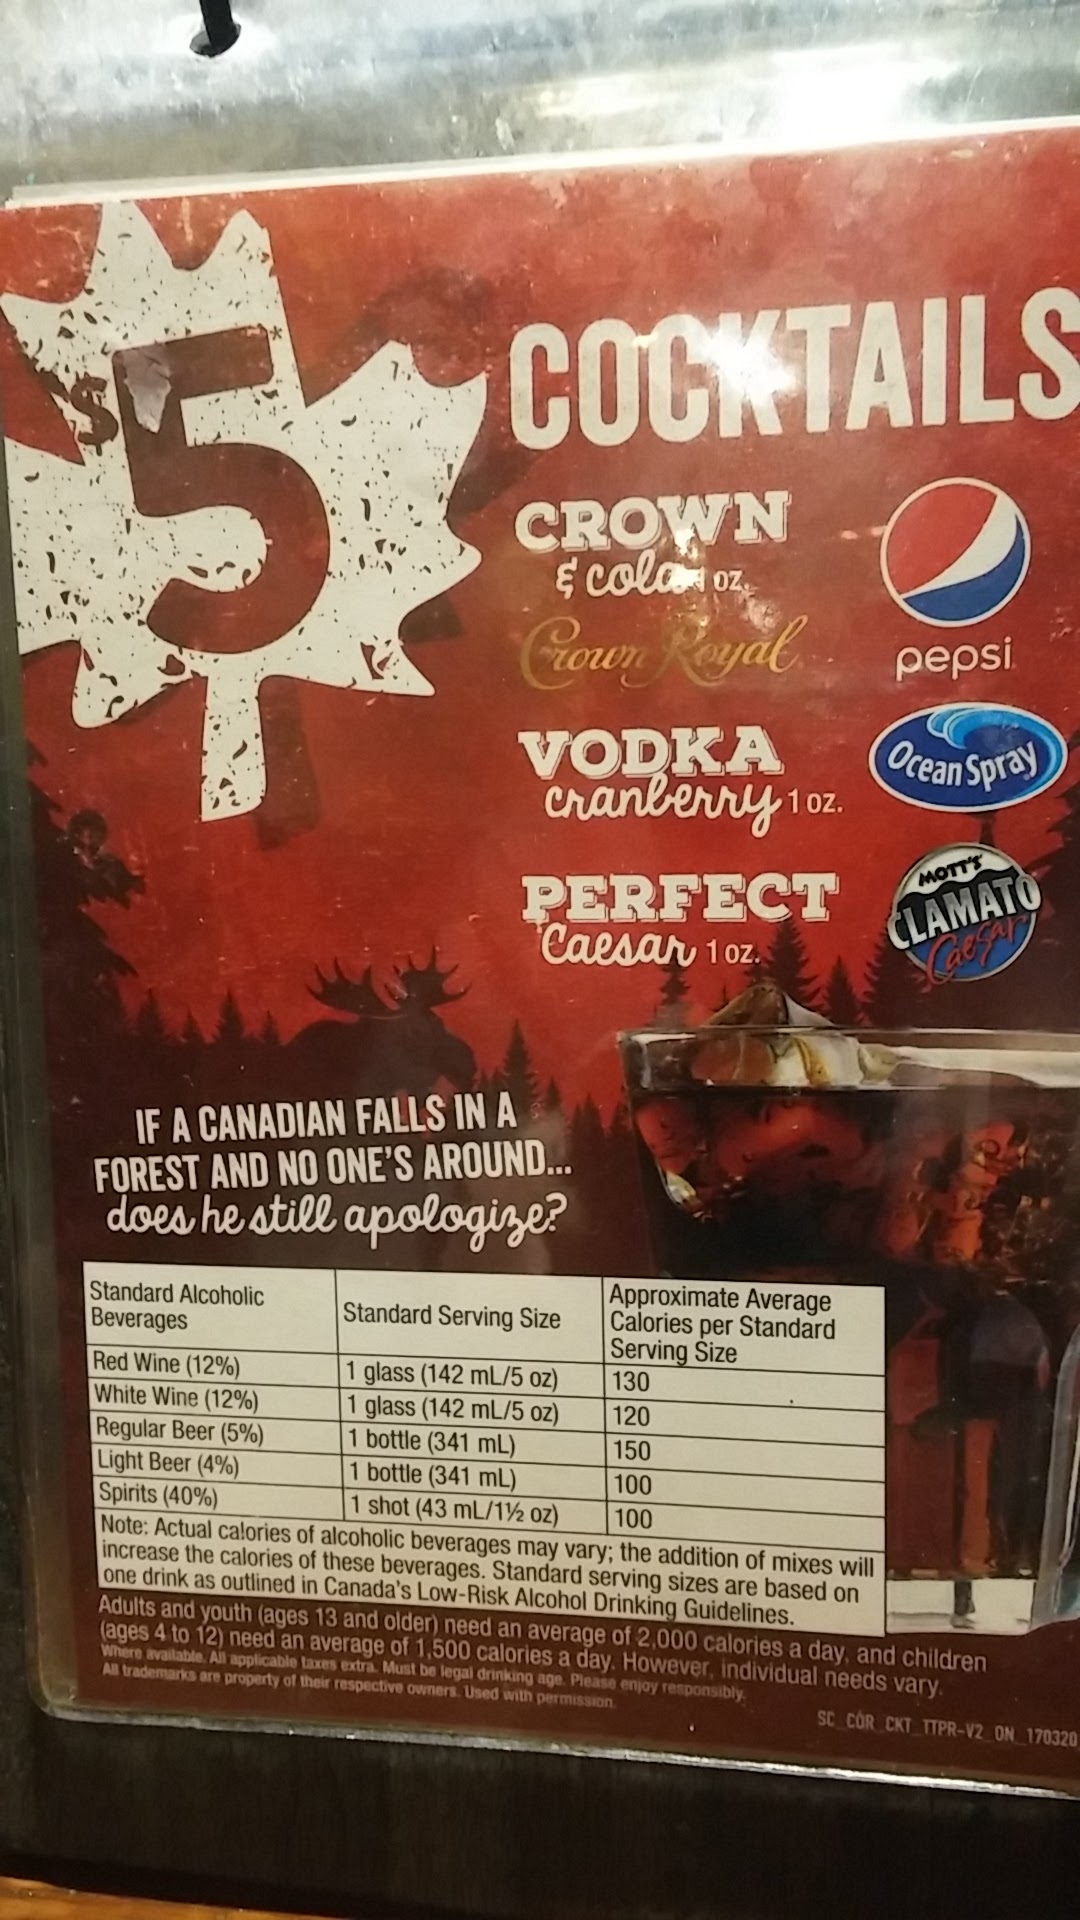 $5*
COCKTAILS
CROWN
& cola 1 oz.
Crown Royal
pepsi
VODKA
cranberry 1 oz.
Ocean Spray
PERFECT
Caesar 1 oz.
MOTT'S
CLAMATO
Caesar
IF A CANADIAN FALLS IN A
FOREST AND NO ONE'S AROUND...
does he still apologize?
Standard Alcoholic Beverages | Standard Serving Size | Approximate Average Calories per Standard Serving Size
Red Wine (12%) | 1 glass (142 mL/5 oz) | 130
White Wine (12%) | 1 glass (142 mL/5 oz) | 120
Regular Beer (5%) | 1 bottle (341 mL) | 150
Light Beer (4%) | 1 bottle (341 mL) | 100
Spirits (40%) | 1 shot (43 mL/1½ oz) | 100
Note: Actual calories of alcoholic beverages may vary; the addition of mixes will
increase the calories of these beverages. Standard serving sizes are based on
one drink as outlined in Canada's Low-Risk Alcohol Drinking Guidelines.
Adults and youth (ages 13 and older) need an average of 2,000 calories a day, and children
(ages 4 to 12) need an average of 1,500 calories a day. However, individual needs vary.
Where available. All applicable taxes extra. Must be legal drinking age. Please enjoy responsibly.
All trademarks are property of their respective owners. Used with permission.
SC_COR_CKT_TTPR-V2_ON_170320